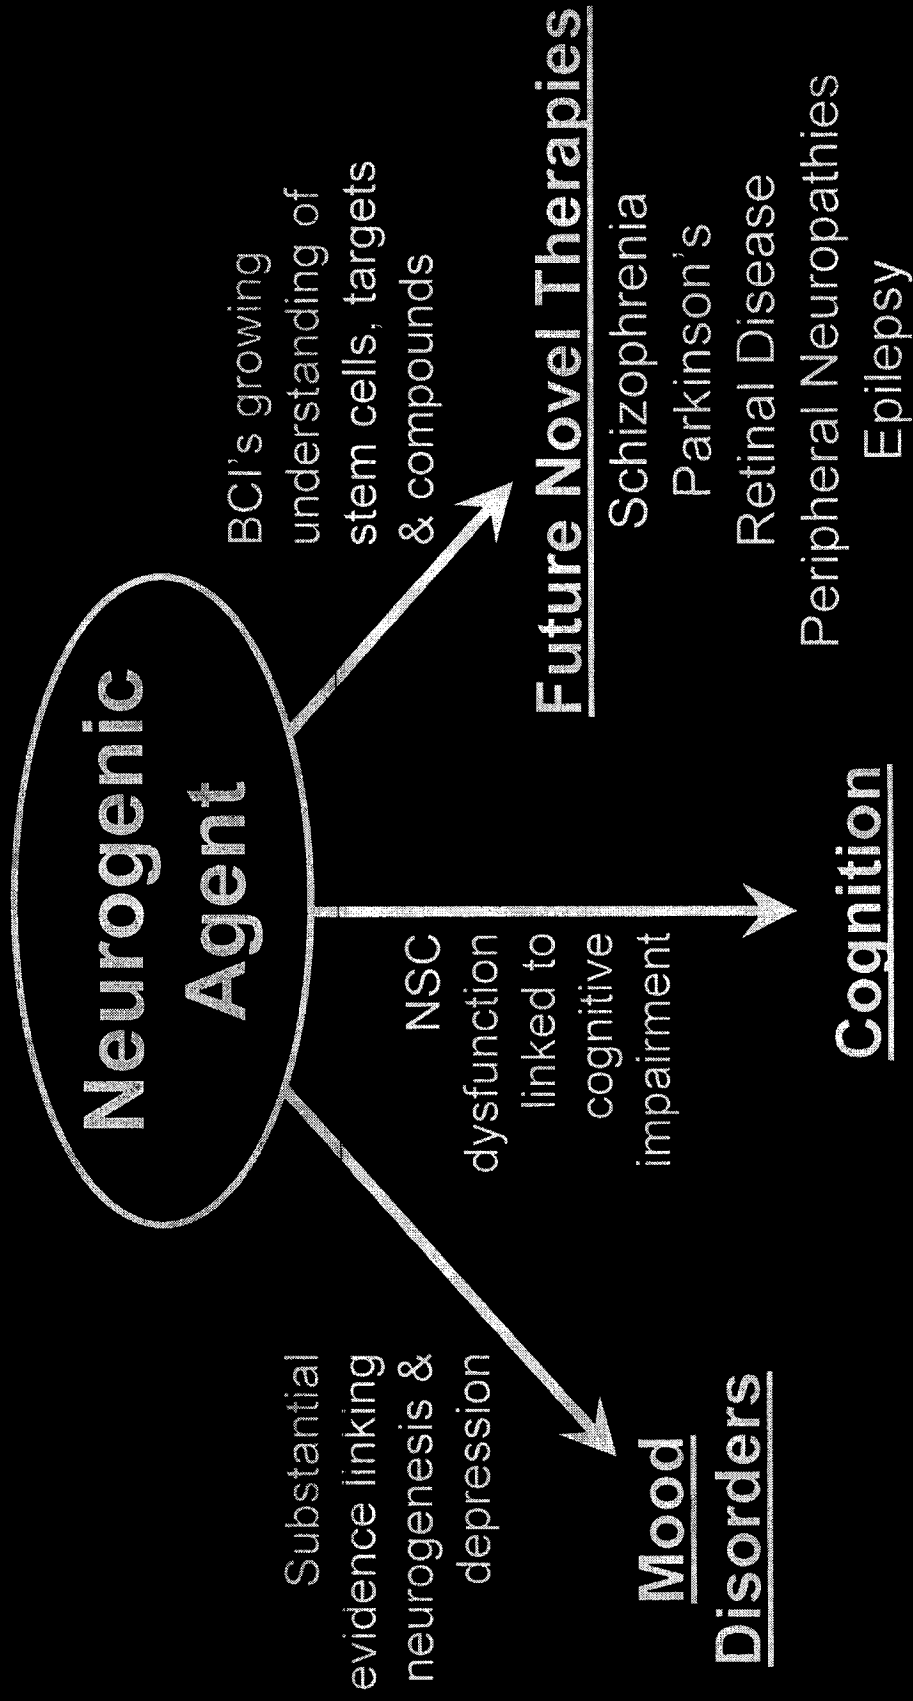 Neurogenic
Agent
Substantial
evidence linking
neurogenesis &
depression
Mood
Disorders
NSC
dysfunction
linked to
cognitive
impairment
Cognition
BCI's growing
understanding of
stem cells, targets
& compounds
Future Novel Therapies
Schizophrenia
Parkinson's
Retinal Disease
Peripheral Neuropathies
Epilepsy